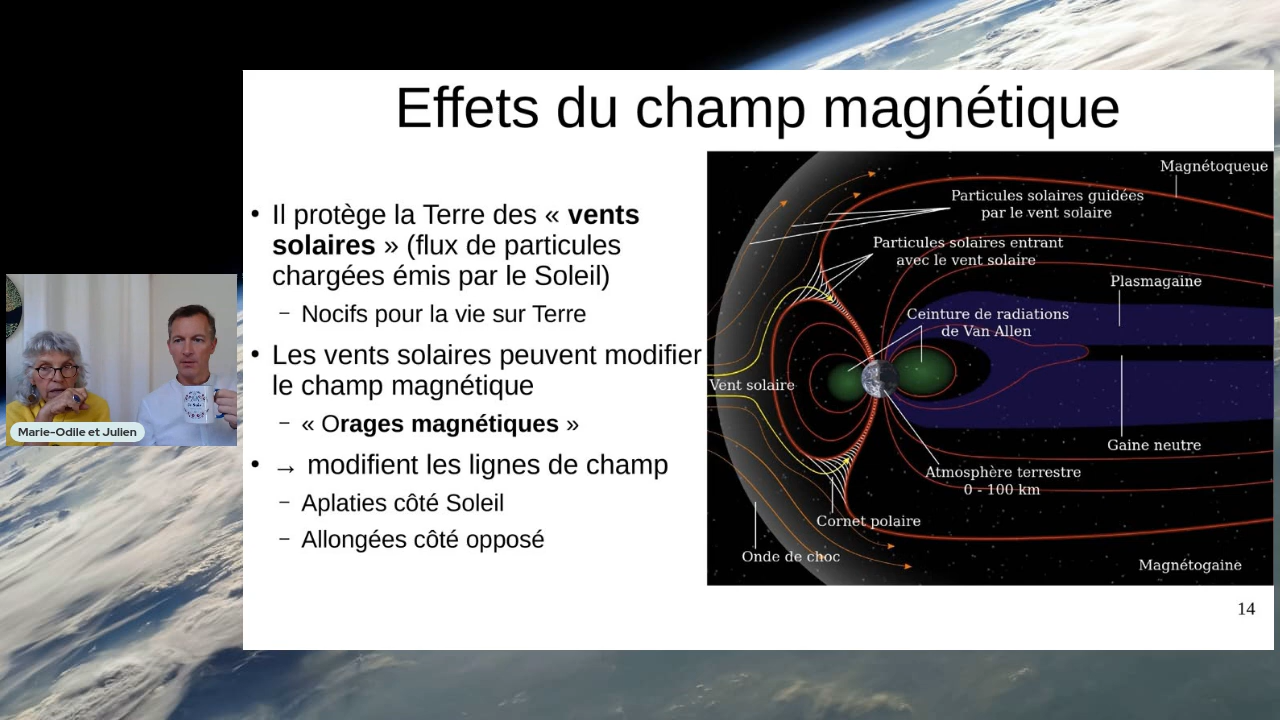 Effets du champ magnétique
• Il protège la Terre des « vents
solaires » (flux de particules
chargées émis par le Soleil)
– Nocifs pour la vie sur Terre
• Les vents solaires peuvent modifier
le champ magnétique
– « Orages magnétiques »
• → modifient les lignes de champ
– Aplaties côté Soleil
– Allongées côté opposé
Magnétoqueue
Particules solaires guidées
par le vent solaire
Particules solaires entrant
avec le vent solaire
Plasmagaine
Ceinture de radiations
de Van Allen
Vent solaire
Gaine neutre
Atmosphère terrestre
0 - 100 km
Cornet polaire
Onde de choc
Magnétogaine
14
Marie-Odile et Julien